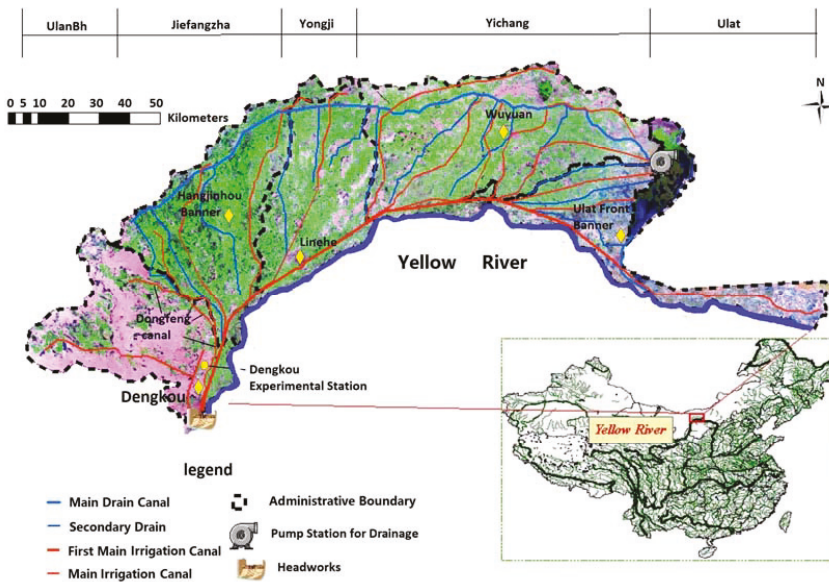 UlanBh Jiefangzha Yongji Yichang Ulat
N
0 5 10 20 30 40 50
Kilometers
Wuyuan
Hangjinhou
Banner
Ulat Front
Banner
Linehe
Yellow River
Dongfeng
canal
Dengkou
Experimental Station
Dengkou
Yellow River
legend
Main Drain Canal
Secondary Drain
First Main Irrigation Canal
Main Irrigation Canal
Administrative Boundary
Pump Station for Drainage
Headworks